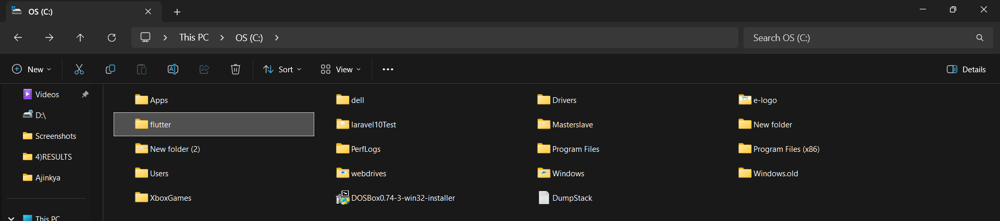 OS (C:)
This PC > OS (C:) >
Search OS (C:)
New
Sort
View
Details
Videos
D:\
Screenshots
4)RESULTS
Ajinkya
This PC
Apps
dell
Drivers
e-logo
flutter
laravel10Test
Masterslave
New folder
New folder (2)
PerfLogs
Program Files
Program Files (x86)
Users
webdrives
Windows
Windows.old
XboxGames
DOSBox0.74-3-win32-installer
DumpStack